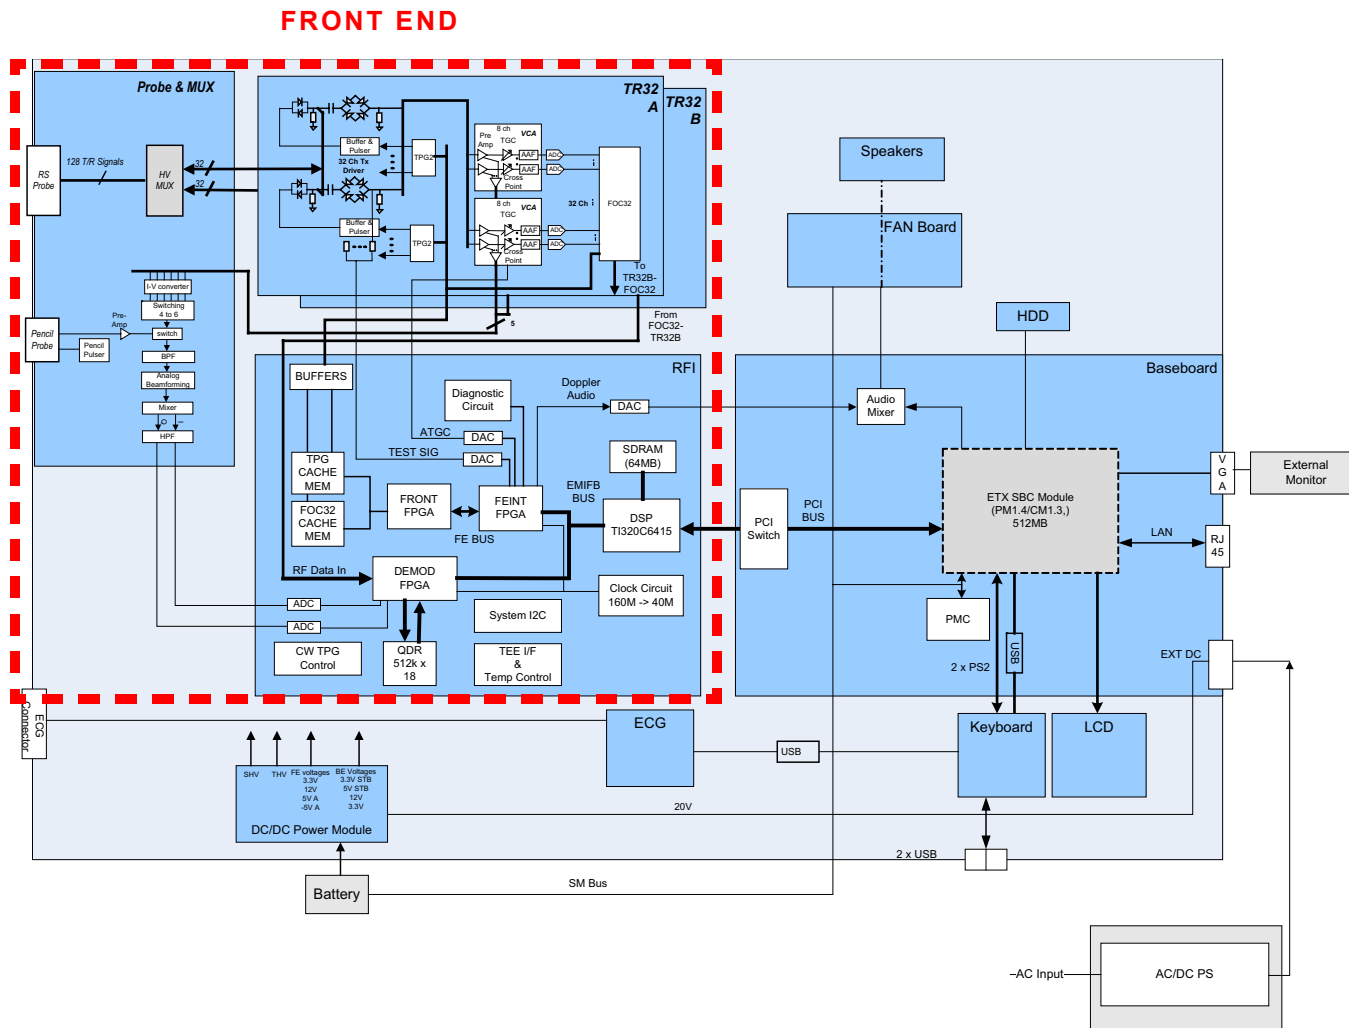 FRONT END
Probe & MUX
TR32
A
TR32
B
RS
Probe
128 T/R Signals
HV
MUX
32
32
Buffer &
Pulser
32 Ch Tx
Driver
TPG2
Buffer &
Pulser
TPG2
8 ch
VCA
Pre
Amp
TGC
AAF
ADC
AAF
ADC
Cross
Point
8 ch
VCA
TGC
AAF
ADC
AAF
ADC
Cross
Point
32 Ch
FOC32
To
TR32B-
FOC32
From
FOC32-
TR32B
5
I-V converter
Switching
4 to 6
Pre-
Amp
switch
Pencil
Probe
Pencil
Pulser
BPF
Analog
Beamforming
Mixer
Q
I
HPF
RFI
BUFFERS
Diagnostic
Circuit
Doppler
Audio
DAC
ATGC
DAC
TEST SIG
DAC
SDRAM
(64MB)
TPG
CACHE
MEM
FOC32
CACHE
MEM
FRONT
FPGA
FEINT
FPGA
FE BUS
EMIFB
BUS
DSP
TI320C6415
RF Data In
DEMOD
FPGA
Clock Circuit
160M -> 40M
ADC
ADC
System I2C
CW TPG
Control
QDR
512k x
18
TEE I/F
&
Temp Control
Speakers
FAN Board
HDD
Baseboard
Audio
Mixer
ETX SBC Module
(PM1.4/CM1.3,)
512MB
PCI
Switch
PCI
BUS
V
G
A
External
Monitor
LAN
RJ
45
PMC
2 x PS2
USB
EXT DC
ECG
Connector
ECG
USB
Keyboard
LCD
SHV
THV
FE voltages
3.3V
12V
5V A
-5V A
BE Voltages
3.3V STB
5V STB
12V
3.3V
DC/DC Power Module
20V
2 x USB
Battery
SM Bus
AC Input
AC/DC PS